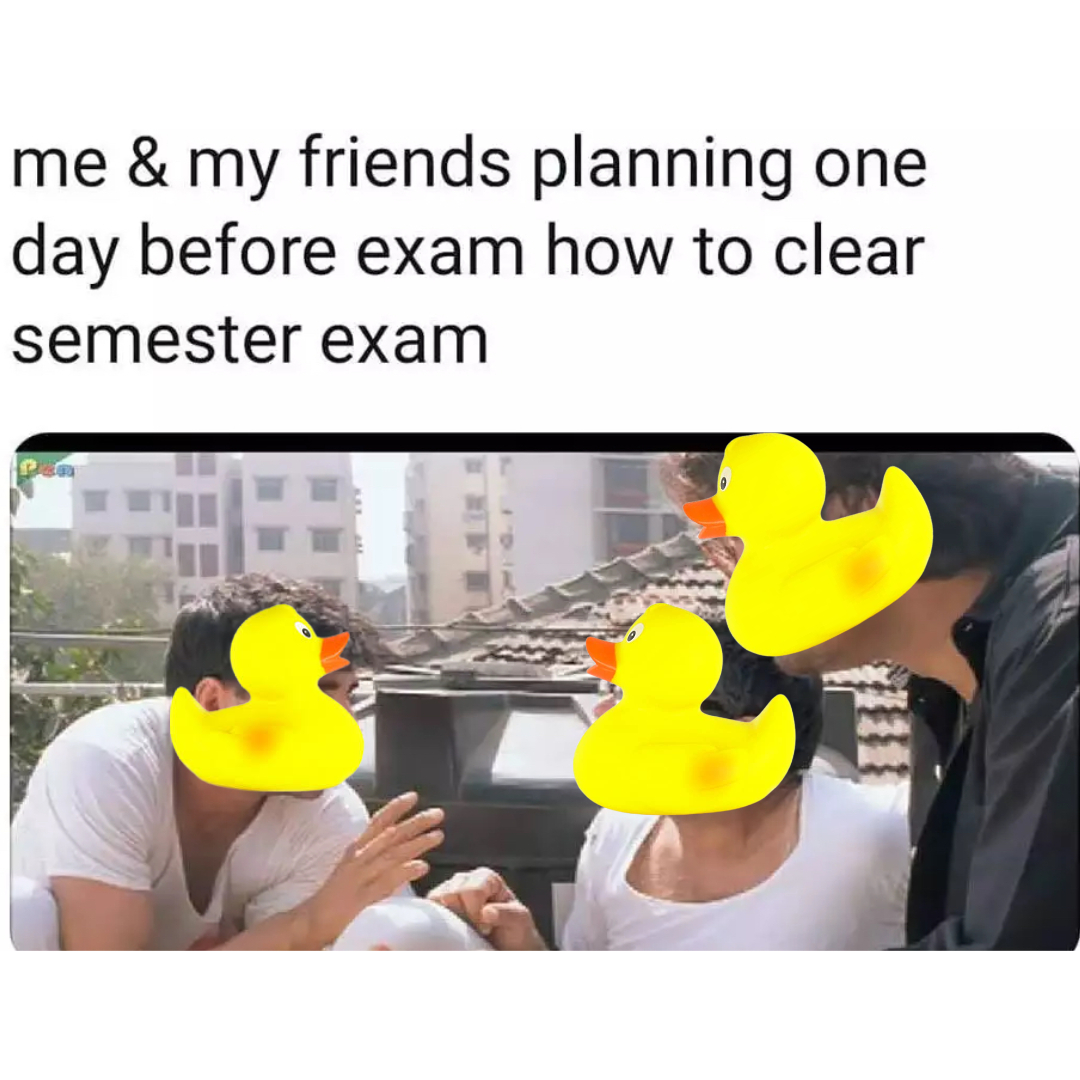 me & my friends planning one
day before exam how to clear
semester exam